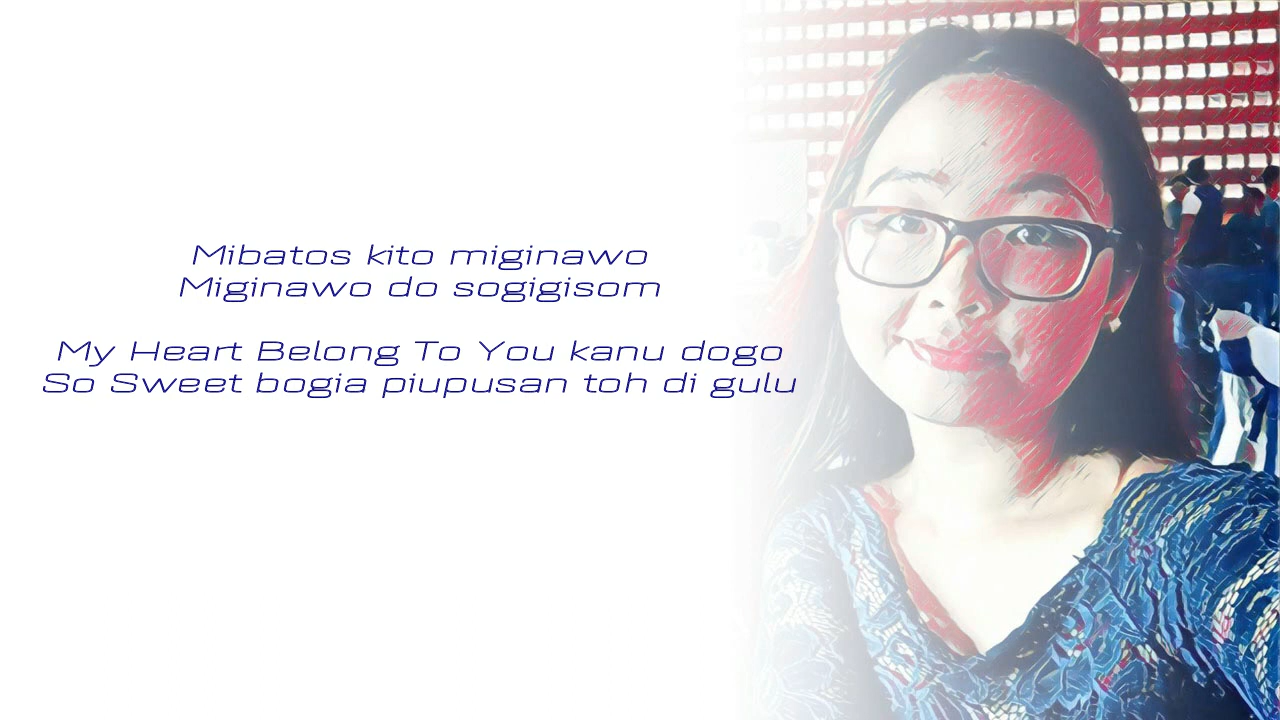 Mibatos kito miginawo
Miginawo do sogigisom
My Heart Belong To You kanu dogo
So Sweet bogia piupusan toh di gulu